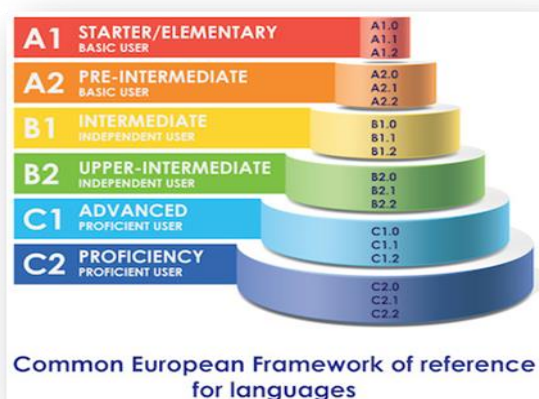 A1 STARTER/ELEMENTARY
BASIC USER
A1.0
A1.1
A1.2
A2 PRE-INTERMEDIATE
BASIC USER
A2.0
A2.1
A2.2
B1 INTERMEDIATE
INDEPENDENT USER
B1.0
B1.1
B1.2
B2 UPPER-INTERMEDIATE
INDEPENDENT USER
B2.0
B2.1
B2.2
C1 ADVANCED
PROFICIENT USER
C1.0
C1.1
C1.2
C2 PROFICIENCY
PROFICIENT USER
C2.0
C2.1
C2.2
Common European Framework of reference
for languages